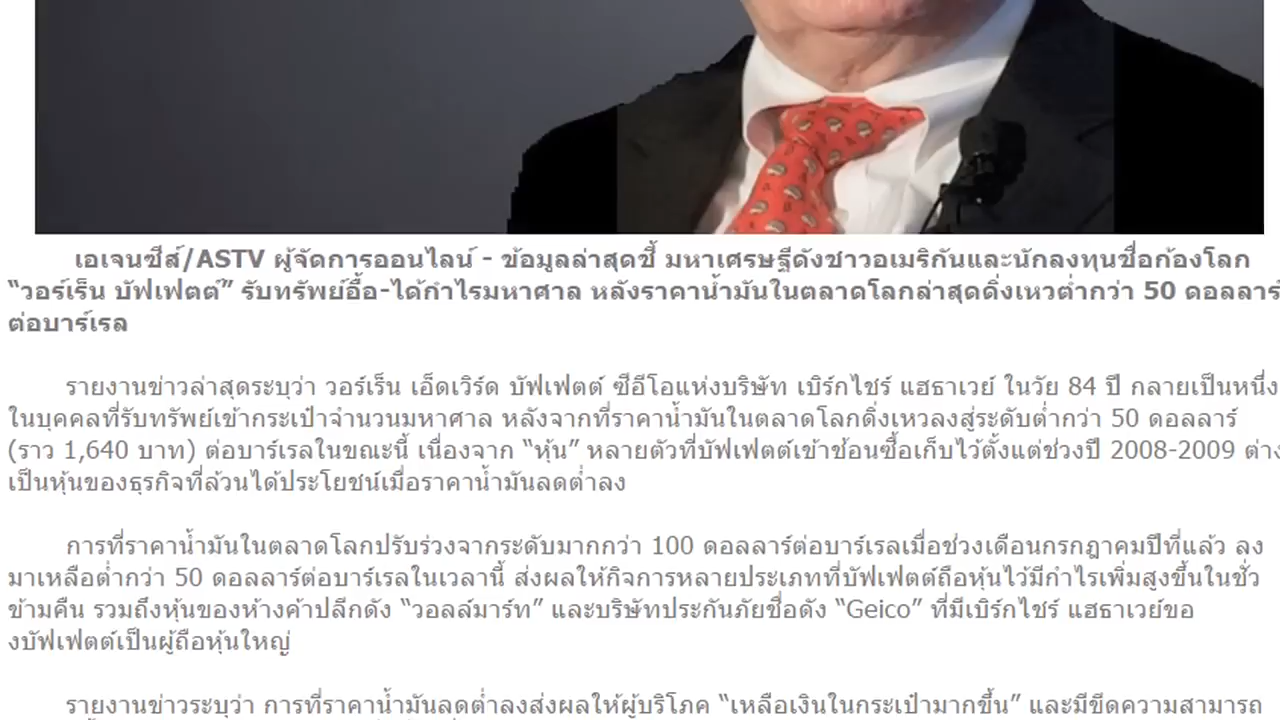 เอเจนซีส์/ASTV ผู้จัดการออนไลน์ - ข้อมูลล่าสุดชี้ มหาเศรษฐีดังชาวอเมริกันและนักลงทุนชื่อก้องโลก
“วอร์เร็น บัฟเฟตต์” รับทรัพย์อื้อ-ได้กำไรมหาศาล หลังราคาน้ำมันในตลาดโลกล่าสุดดิ่งเหวต่ำกว่า 50 ดอลลาร์
ต่อบาร์เรล
รายงานข่าวล่าสุดระบุว่า วอร์เร็น เอ็ดเวิร์ด บัฟเฟตต์ ซีอีโอแห่งบริษัท เบิร์กไชร์ แฮธาเวย์ ในวัย 84 ปี กลายเป็นหนึ่ง
ในบุคคลที่รับทรัพย์เข้ากระเป๋าจำนวนมหาศาล หลังจากที่ราคาน้ำมันในตลาดโลกดิ่งเหวลงสู่ระดับต่ำกว่า 50 ดอลลาร์
(ราว 1,640 บาท) ต่อบาร์เรลในขณะนี้ เนื่องจาก “หุ้น” หลายตัวที่บัฟเฟตต์เข้าช้อนซื้อเก็บไว้ตั้งแต่ช่วงปี 2008-2009 ต่าง
เป็นหุ้นของธุรกิจที่ล้วนได้ประโยชน์เมื่อราคาน้ำมันลดต่ำลง
การที่ราคาน้ำมันในตลาดโลกปรับร่วงจากระดับมากกว่า 100 ดอลลาร์ต่อบาร์เรลเมื่อช่วงเดือนกรกฎาคมปีที่แล้ว ลง
มาเหลือต่ำกว่า 50 ดอลลาร์ต่อบาร์เรลในเวลานี้ ส่งผลให้กิจการหลายประเภทที่บัฟเฟตต์ถือหุ้นไว้มีกำไรเพิ่มสูงขึ้นในชั่ว
ข้ามคืน รวมถึงหุ้นของห้างค้าปลีกดัง “วอลล์มาร์ท” และบริษัทประกันภัยชื่อดัง “Geico” ที่มีเบิร์กไชร์ แฮธาเวย์ขอ
งบัฟเฟตต์เป็นผู้ถือหุ้นใหญ่
รายงานข่าวระบุว่า การที่ราคาน้ำมันลดต่ำลงส่งผลให้ผู้บริโภค “เหลือเงินในกระเป๋ามากขึ้น” และมีขีดความสามารถ